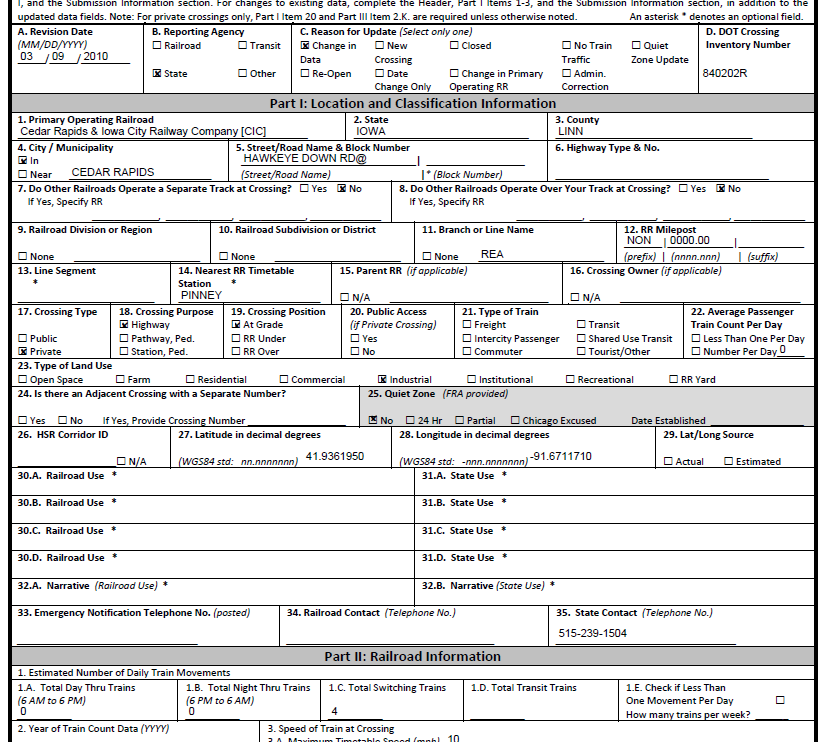 I, and the Submission Information section. For changes to existing data, complete the Header, Part I Items 1-3, and the Submission Information section, in addition to the
updated data fields. Note: For private crossings only, Part I Item 20 and Part III Item 2.K. are required unless otherwise noted. An asterisk * denotes an optional field.
A. Revision Date
(MM/DD/YYYY)
03 / 09 / 2010
B. Reporting Agency
☐ Railroad ☐ Transit
☒ State ☐ Other
C. Reason for Update (Select only one)
☒ Change in Data ☐ New Crossing ☐ Closed ☐ No Train Traffic ☐ Quiet Zone Update
☐ Re-Open ☐ Date Change Only ☐ Change in Primary Operating RR ☐ Admin. Correction
D. DOT Crossing
Inventory Number
840202R
Part I: Location and Classification Information
1. Primary Operating Railroad
Cedar Rapids & Iowa City Railway Company [CIC]
2. State
IOWA
3. County
LINN
4. City / Municipality
☒ In
☐ Near CEDAR RAPIDS
5. Street/Road Name & Block Number
HAWKEYE DOWN RD@ |
(Street/Road Name) |* (Block Number)
6. Highway Type & No.
7. Do Other Railroads Operate a Separate Track at Crossing? ☐ Yes ☒ No
If Yes, Specify RR
8. Do Other Railroads Operate Over Your Track at Crossing? ☐ Yes ☒ No
If Yes, Specify RR
9. Railroad Division or Region
☐ None
10. Railroad Subdivision or District
☐ None
11. Branch or Line Name
☐ None REA
12. RR Milepost
NON | 0000.00 |
(prefix) | (nnnn.nnn) | (suffix)
13. Line Segment
*
14. Nearest RR Timetable
Station *
PINNEY
15. Parent RR (if applicable)
☐ N/A
16. Crossing Owner (if applicable)
☐ N/A
17. Crossing Type
☐ Public
☒ Private
18. Crossing Purpose
☒ Highway
☐ Pathway, Ped.
☐ Station, Ped.
19. Crossing Position
☒ At Grade
☐ RR Under
☐ RR Over
20. Public Access
(if Private Crossing)
☐ Yes
☐ No
21. Type of Train
☐ Freight ☐ Transit
☐ Intercity Passenger ☐ Shared Use Transit
☐ Commuter ☐ Tourist/Other
22. Average Passenger
Train Count Per Day
☐ Less Than One Per Day
☐ Number Per Day 0
23. Type of Land Use
☐ Open Space ☐ Farm ☐ Residential ☐ Commercial ☒ Industrial ☐ Institutional ☐ Recreational ☐ RR Yard
24. Is there an Adjacent Crossing with a Separate Number?
☐ Yes ☐ No If Yes, Provide Crossing Number
25. Quiet Zone (FRA provided)
☒ No ☐ 24 Hr ☐ Partial ☐ Chicago Excused Date Established
26. HSR Corridor ID
☐ N/A
27. Latitude in decimal degrees
(WGS84 std: nn.nnnnnnn) 41.9361950
28. Longitude in decimal degrees
(WGS84 std: -nnn.nnnnnnn) -91.6711710
29. Lat/Long Source
☐ Actual ☐ Estimated
30.A. Railroad Use *
31.A. State Use *
30.B. Railroad Use *
31.B. State Use *
30.C. Railroad Use *
31.C. State Use *
30.D. Railroad Use *
31.D. State Use *
32.A. Narrative (Railroad Use) *
32.B. Narrative (State Use) *
33. Emergency Notification Telephone No. (posted)
34. Railroad Contact (Telephone No.)
35. State Contact (Telephone No.)
515-239-1504
Part II: Railroad Information
1. Estimated Number of Daily Train Movements
1.A. Total Day Thru Trains
(6 AM to 6 PM)
0
1.B. Total Night Thru Trains
(6 PM to 6 AM)
0
1.C. Total Switching Trains
4
1.D. Total Transit Trains
1.E. Check if Less Than
One Movement Per Day ☐
How many trains per week?
2. Year of Train Count Data (YYYY)
3. Speed of Train at Crossing
3.A. Maximum Timetable Speed (mph) 10